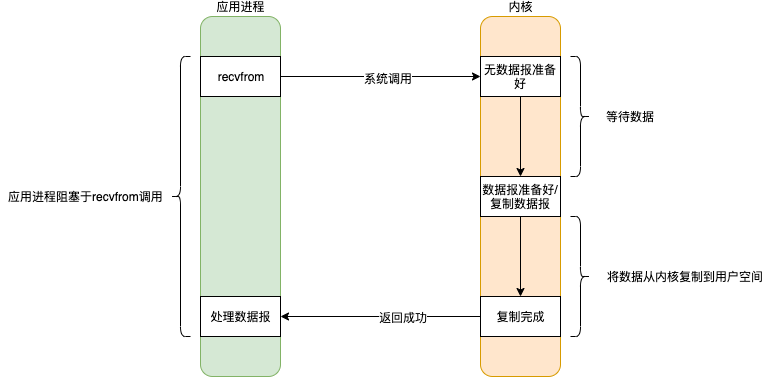 应用进程
内核
recvfrom
系统调用
无数据报准备
好
等待数据
应用进程阻塞于recvfrom调用
数据报准备好/
复制数据报
将数据从内核复制到用户空间
处理数据报
返回成功
复制完成